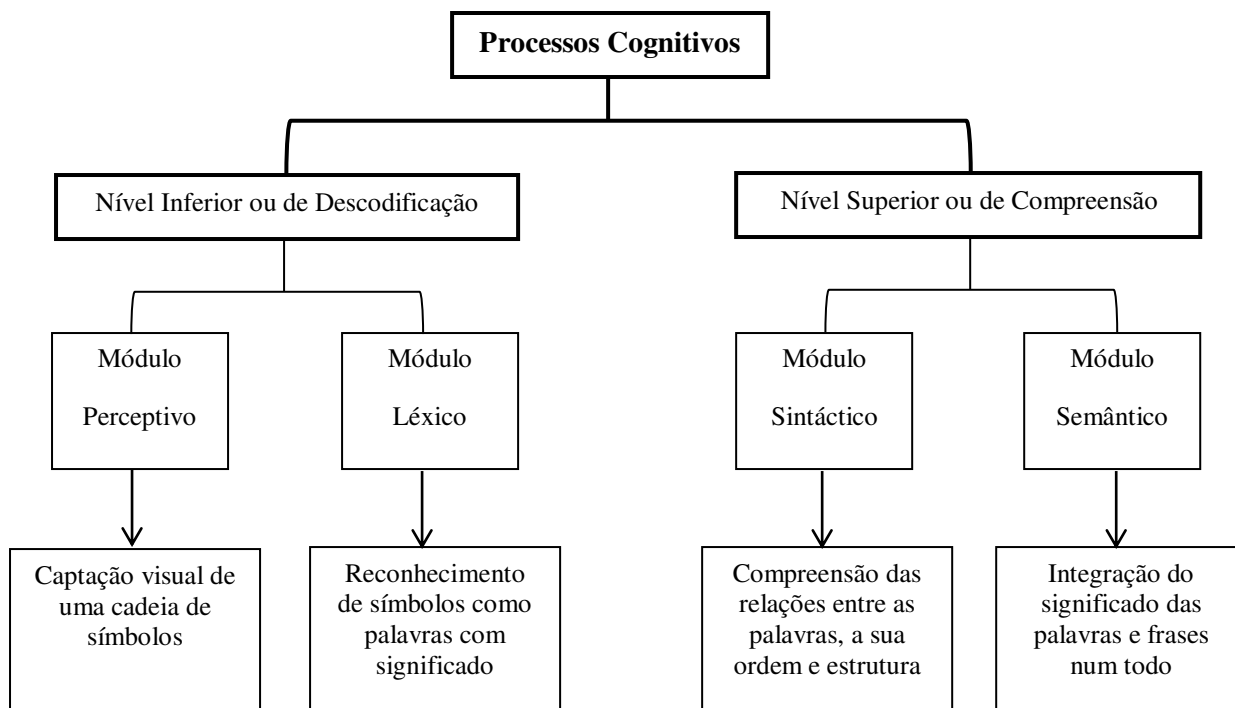 Processos Cognitivos
Nível Inferior ou de Descodificação
Nível Superior ou de Compreensão
Módulo
Perceptivo
Módulo
Léxico
Módulo
Sintáctico
Módulo
Semântico
Captação visual de
uma cadeia de
símbolos
Reconhecimento
de símbolos como
palavras com
significado
Compreensão das
relações entre as
palavras, a sua
ordem e estrutura
Integração do
significado das
palavras e frases
num todo